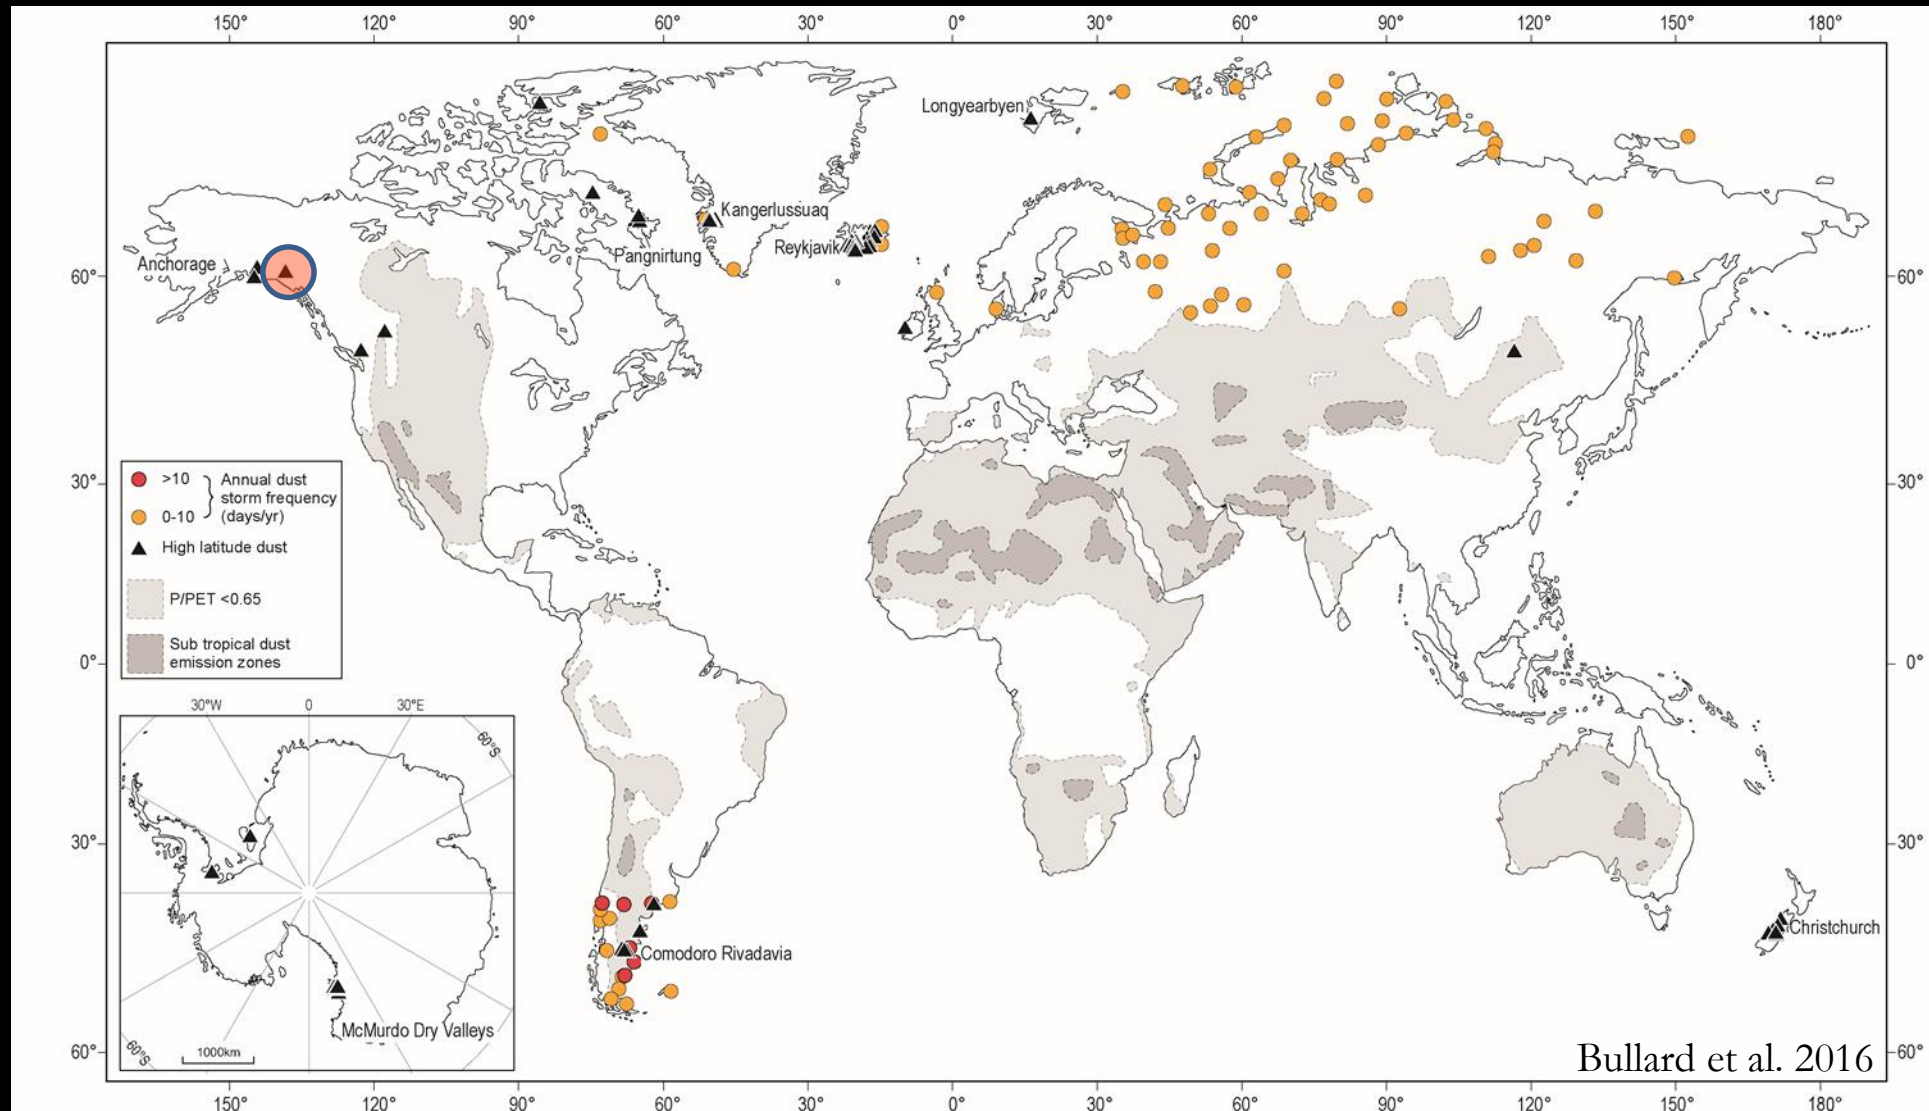 150° 120° 90° 60° 30° 0° 30° 60° 90° 120° 150° 180°
Longyearbyen
Kangerlussuaq
Pangnirtung
Reykjavik
Anchorage
60° 60°
30° 30°
>10
0-10
Annual dust
storm frequency
(days/yr)
High latitude dust
P/PET <0.65
Sub tropical dust
emission zones
0° 0°
30°W 0 30°E
60°S
30° 30°
Christchurch
Comodoro Rivadavia
McMurdo Dry Valleys
60°S
1000km
60° 60°
Bullard et al. 2016
150° 120° 90° 60° 30° 0° 30° 60° 90° 120° 150° 180°